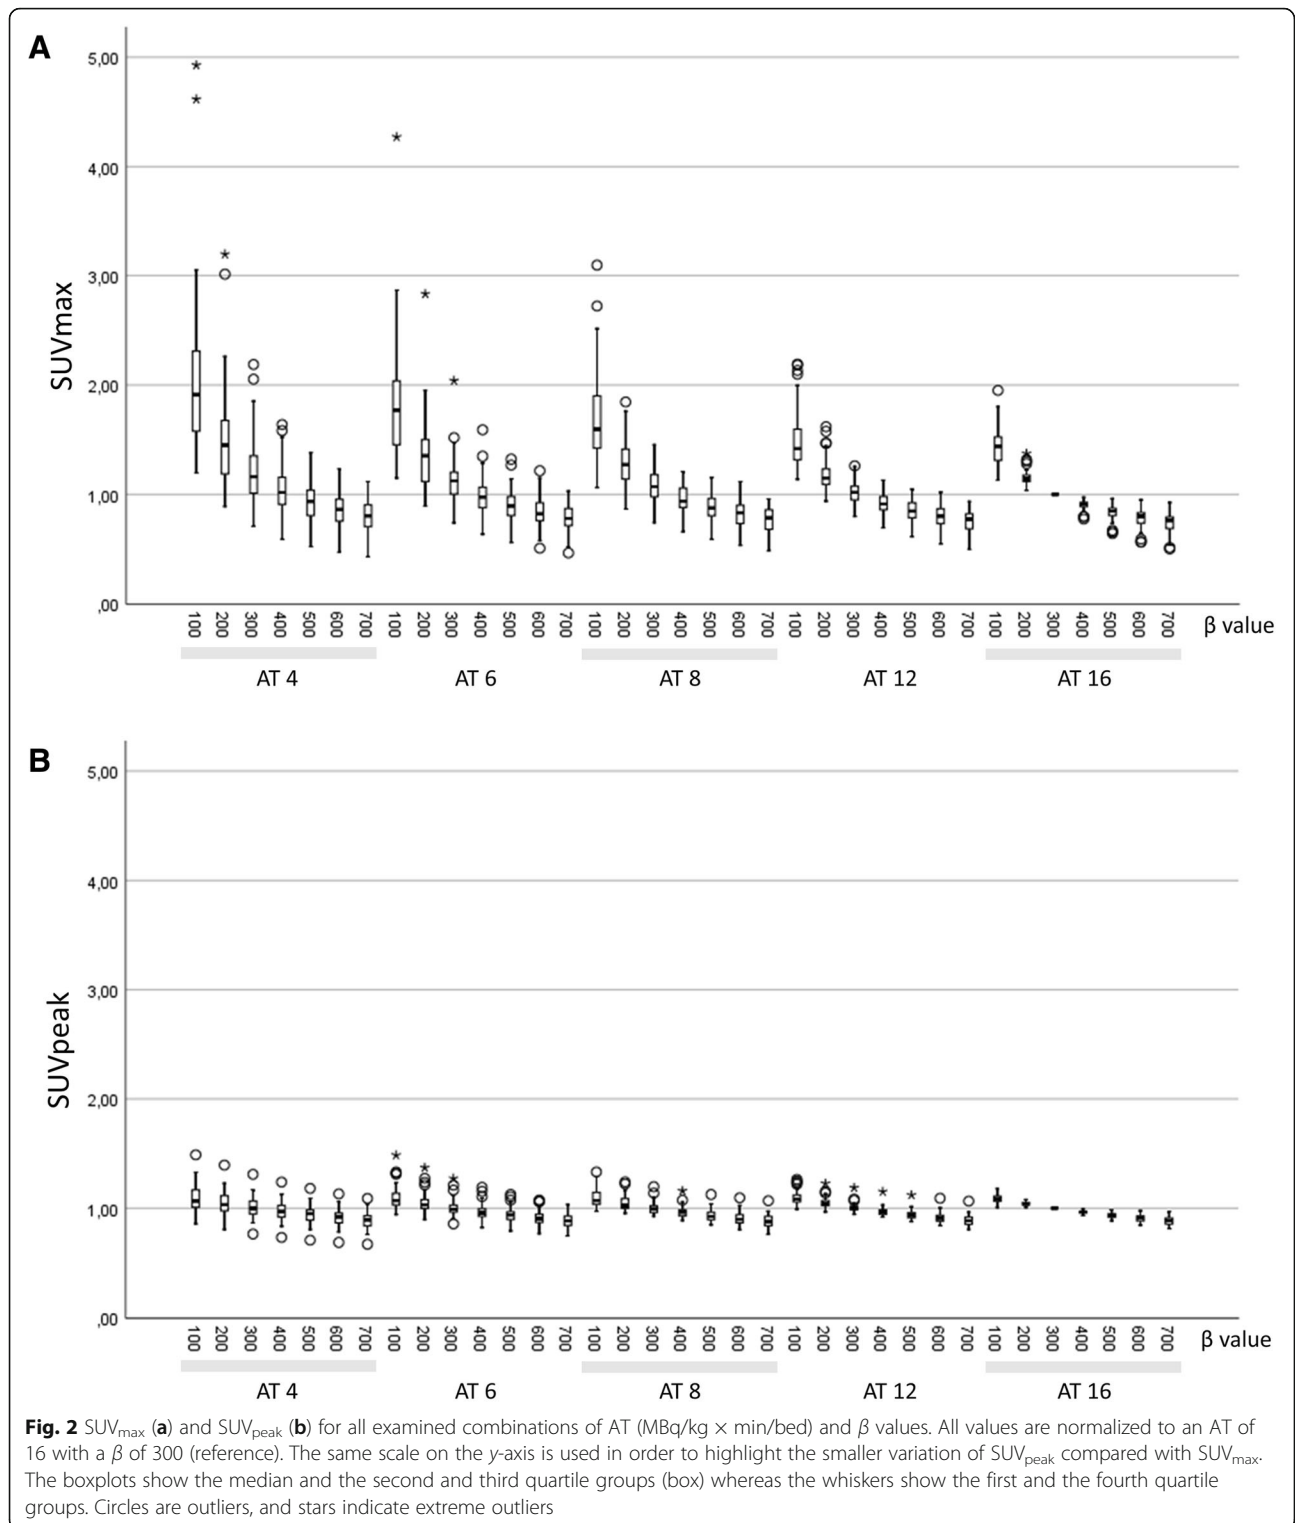 A
5,00
4,00
3,00
2,00
1,00
,00
SUVmax
100 200 300 400 500 600 700 100 200 300 400 500 600 700 100 200 300 400 500 600 700 100 200 300 400 500 600 700 100 200 300 400 500 600 700
β value
AT 4 AT 6 AT 8 AT 12 AT 16
B
5,00
4,00
3,00
2,00
1,00
,00
SUVpeak
100 200 300 400 500 600 700 100 200 300 400 500 600 700 100 200 300 400 500 600 700 100 200 300 400 500 600 700 100 200 300 400 500 600 700
β value
AT 4 AT 6 AT 8 AT 12 AT 16
Fig. 2 SUVmax (a) and SUVpeak (b) for all examined combinations of AT (MBq/kg × min/bed) and β values. All values are normalized to an AT of
16 with a β of 300 (reference). The same scale on the y-axis is used in order to highlight the smaller variation of SUVpeak compared with SUVmax.
The boxplots show the median and the second and third quartile groups (box) whereas the whiskers show the first and the fourth quartile
groups. Circles are outliers, and stars indicate extreme outliers